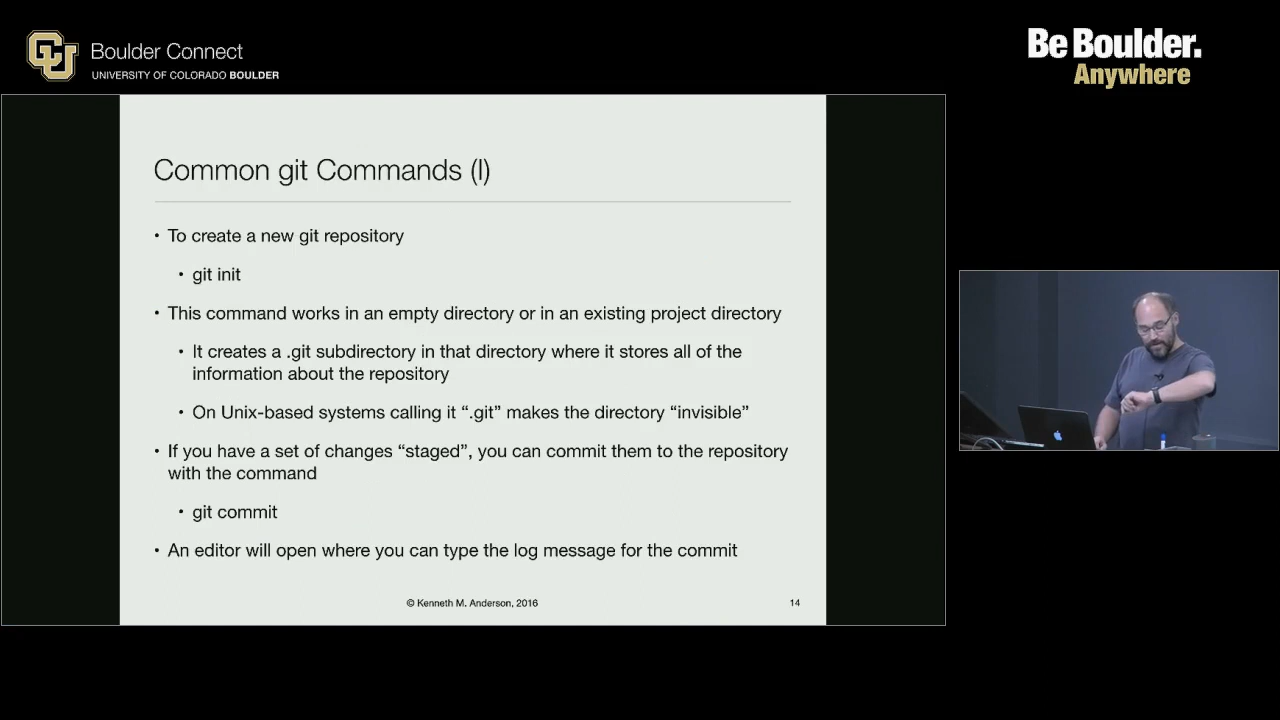 Boulder Connect
UNIVERSITY OF COLORADO BOULDER
Be Boulder.
Anywhere
Common git Commands (I)
• To create a new git repository
• git init
• This command works in an empty directory or in an existing project directory
• It creates a .git subdirectory in that directory where it stores all of the
information about the repository
• On Unix-based systems calling it “.git” makes the directory “invisible”
• If you have a set of changes “staged”, you can commit them to the repository
with the command
• git commit
• An editor will open where you can type the log message for the commit
© Kenneth M. Anderson, 2016
14